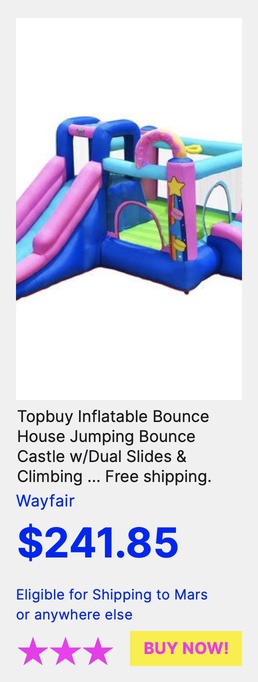 Topbuy Inflatable Bounce
House Jumping Bounce
Castle w/Dual Slides &
Climbing ... Free shipping.
Wayfair
$241.85
Eligible for Shipping to Mars
or anywhere else
BUY NOW!